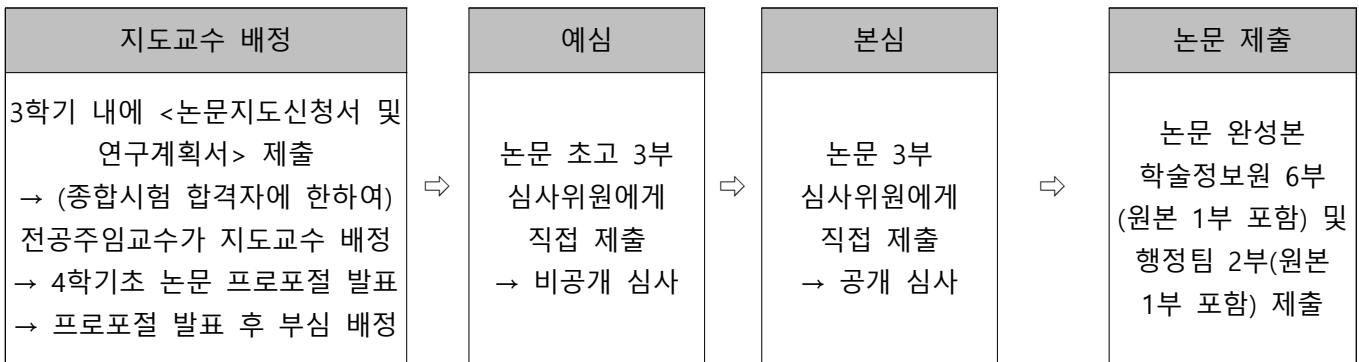 지도교수 배정
3학기 내에 <논문지도신청서 및
연구계획서> 제출
→ (종합시험 합격자에 한하여)
전공주임교수가 지도교수 배정
→ 4학기초 논문 프로포절 발표
→ 프로포절 발표 후 부심 배정
⇨
예심
논문 초고 3부
심사위원에게
직접 제출
→ 비공개 심사
⇨
본심
논문 3부
심사위원에게
직접 제출
→ 공개 심사
⇨
논문 제출
논문 완성본
학술정보원 6부
(원본 1부 포함) 및
행정팀 2부(원본
1부 포함) 제출